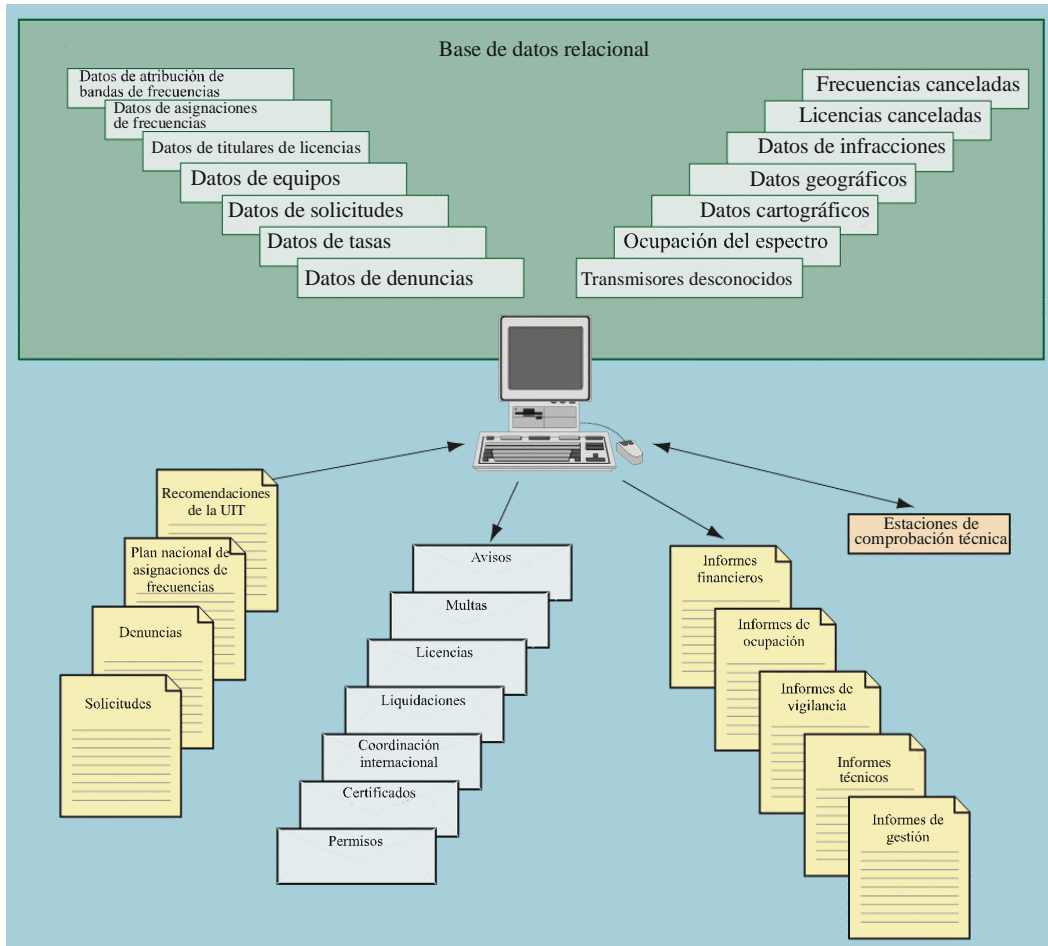 Base de datos relacional
Datos de atribución de
bandas de frecuencias
Datos de asignaciones
de frecuencias
Datos de titulares de licencias
Datos de equipos
Datos de solicitudes
Datos de tasas
Datos de denuncias
Frecuencias canceladas
Licencias canceladas
Datos de infracciones
Datos geográficos
Datos cartográficos
Ocupación del espectro
Transmisores desconocidos
Recomendaciones
de la UIT
Plan nacional de
asignaciones de
frecuencias
Denuncias
Solicitudes
Avisos
Multas
Licencias
Liquidaciones
Coordinación
internacional
Certificados
Permisos
Informes
financieros
Informes de
ocupación
Informes de
vigilancia
Informes
técnicos
Informes de
gestión
Estaciones de
comprobación técnica